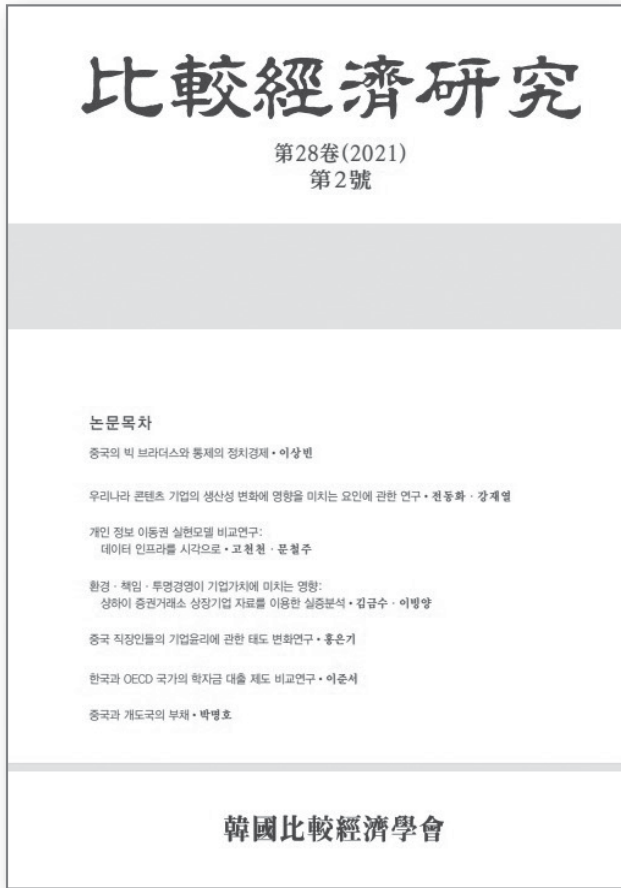 比較經濟研究
第28卷(2021)
第2號
논문목차
중국의 빅 브라더스와 통제의 정치경제 • 이상빈
우리나라 콘텐츠 기업의 생산성 변화에 영향을 미치는 요인에 관한 연구 • 전동화 · 강재열
개인 정보 이동권 실현모델 비교연구:
데이터 인프라를 시각으로 • 고천천 · 문철주
환경 · 책임 · 투명경영이 기업가치에 미치는 영향:
상하이 증권거래소 상장기업 자료를 이용한 실증분석 • 김금수 · 이빙양
중국 직장인들의 기업윤리에 관한 태도 변화연구 • 홍은기
한국과 OECD 국가의 학자금 대출 제도 비교연구 • 이준서
중국과 개도국의 부채 • 박명호
韓國比較經濟學會